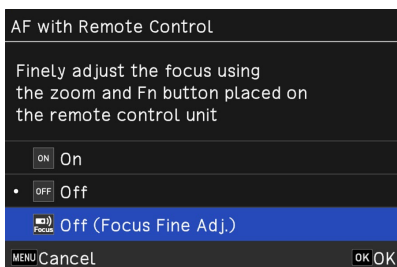 AF with Remote Control
Finely adjust the focus using
the zoom and Fn button placed on
the remote control unit
ON On
• OFF Off
Focus Off (Focus Fine Adj.)
MENU Cancel OK OK